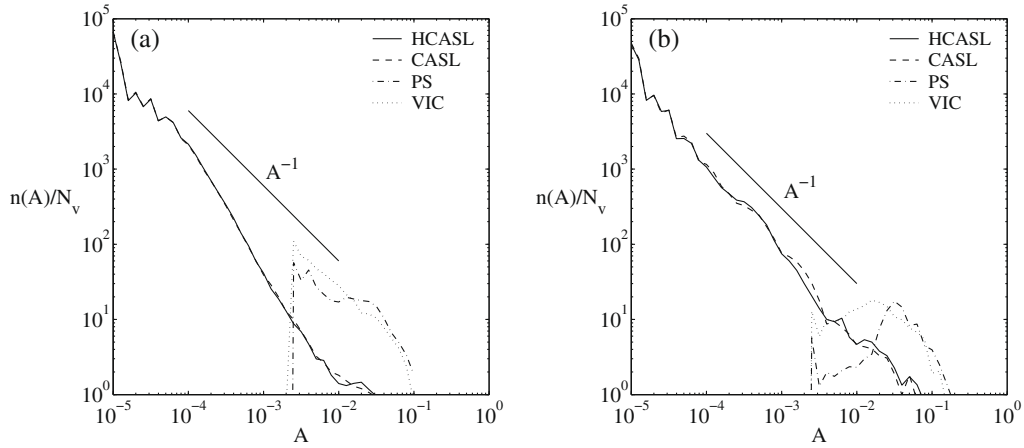 (a)
HCASL
CASL
PS
VIC
A^{-1}
n(A)/N_v
10^5
10^4
10^3
10^2
10^1
10^0
10^{-5} 10^{-4} 10^{-3} 10^{-2} 10^{-1} 10^0
A
(b)
HCASL
CASL
PS
VIC
A^{-1}
n(A)/N_v
10^5
10^4
10^3
10^2
10^1
10^0
10^{-5} 10^{-4} 10^{-3} 10^{-2} 10^{-1} 10^0
A